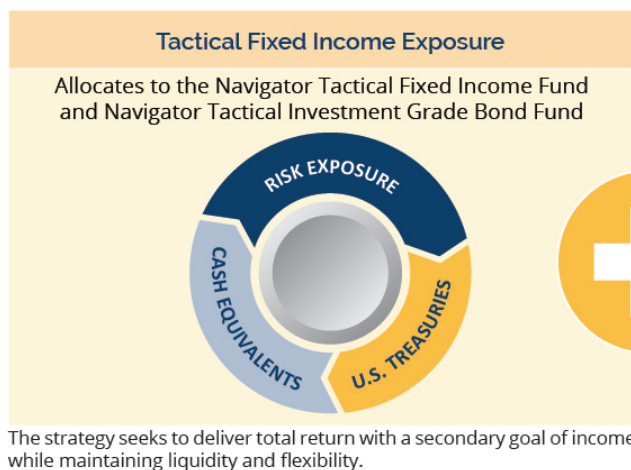 Tactical Fixed Income Exposure
Allocates to the Navigator Tactical Fixed Income Fund
and Navigator Tactical Investment Grade Bond Fund
RISK EXPOSURE
CASH EQUIVALENTS
U.S. TREASURIES
The strategy seeks to deliver total return with a secondary goal of income
while maintaining liquidity and flexibility.